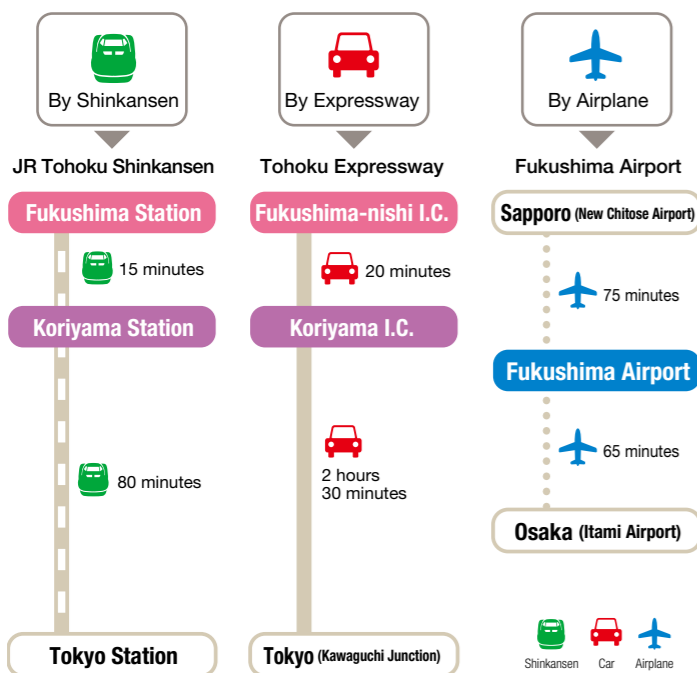 By Shinkansen
JR Tohoku Shinkansen
Fukushima Station
15 minutes
Koriyama Station
80 minutes
Tokyo Station
By Expressway
Tohoku Expressway
Fukushima-nishi I.C.
20 minutes
Koriyama I.C.
2 hours
30 minutes
Tokyo (Kawaguchi Junction)
By Airplane
Fukushima Airport
Sapporo (New Chitose Airport)
75 minutes
Fukushima Airport
65 minutes
Osaka (Itami Airport)
Shinkansen Car Airplane